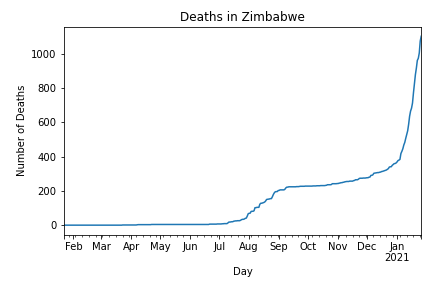 Deaths in Zimbabwe
Number of Deaths
1000
800
600
400
200
0
Feb Mar Apr May Jun Jul Aug Sep Oct Nov Dec Jan
2021
Day